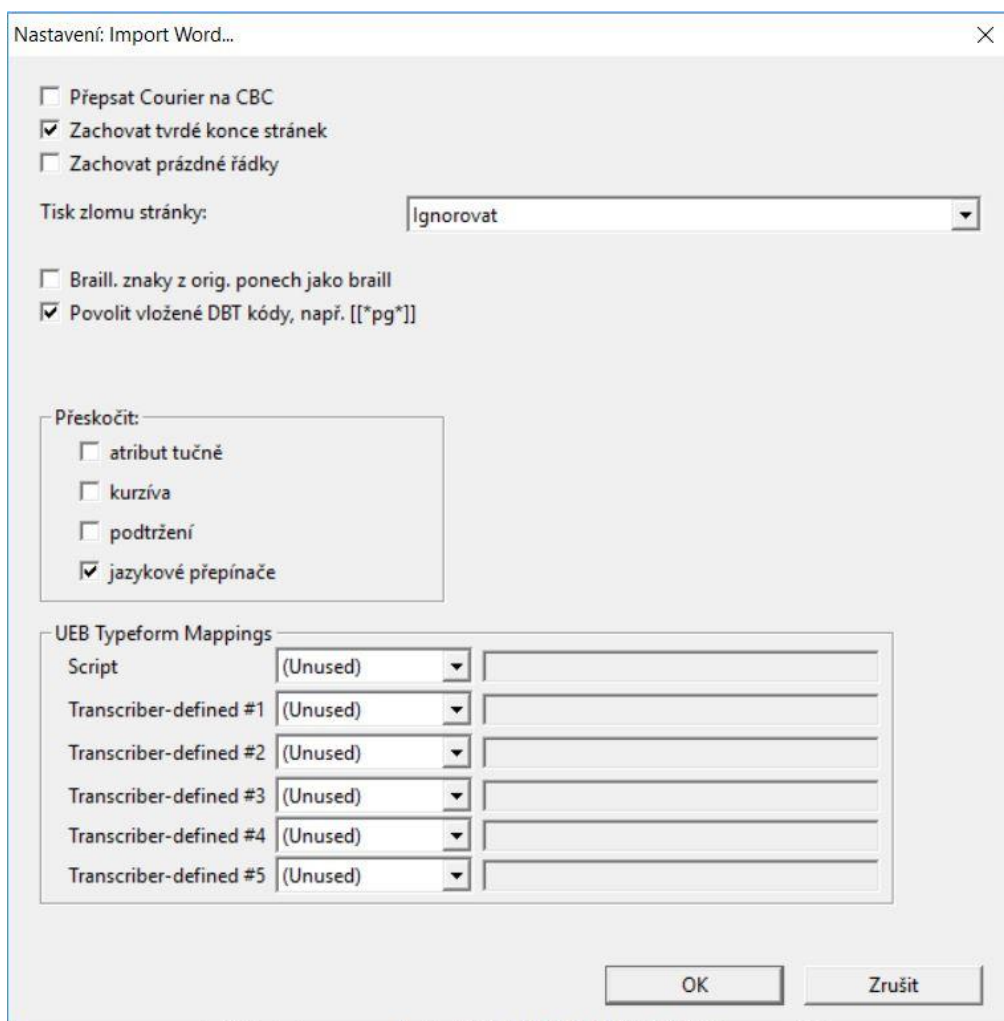 Nastavení: Import Word...
Přepsat Courier na CBC
Zachovat tvrdé konce stránek
Zachovat prázdné řádky
Tisk zlomu stránky: Ignorovat
Braill. znaky z orig. ponech jako braill
Povolit vložené DBT kódy, např. [[*pg*]]
Přeskočit:
atribut tučně
kurzíva
podtržení
jazykové přepínače
UEB Typeform Mappings
Script (Unused)
Transcriber-defined #1 (Unused)
Transcriber-defined #2 (Unused)
Transcriber-defined #3 (Unused)
Transcriber-defined #4 (Unused)
Transcriber-defined #5 (Unused)
OK Zrušit